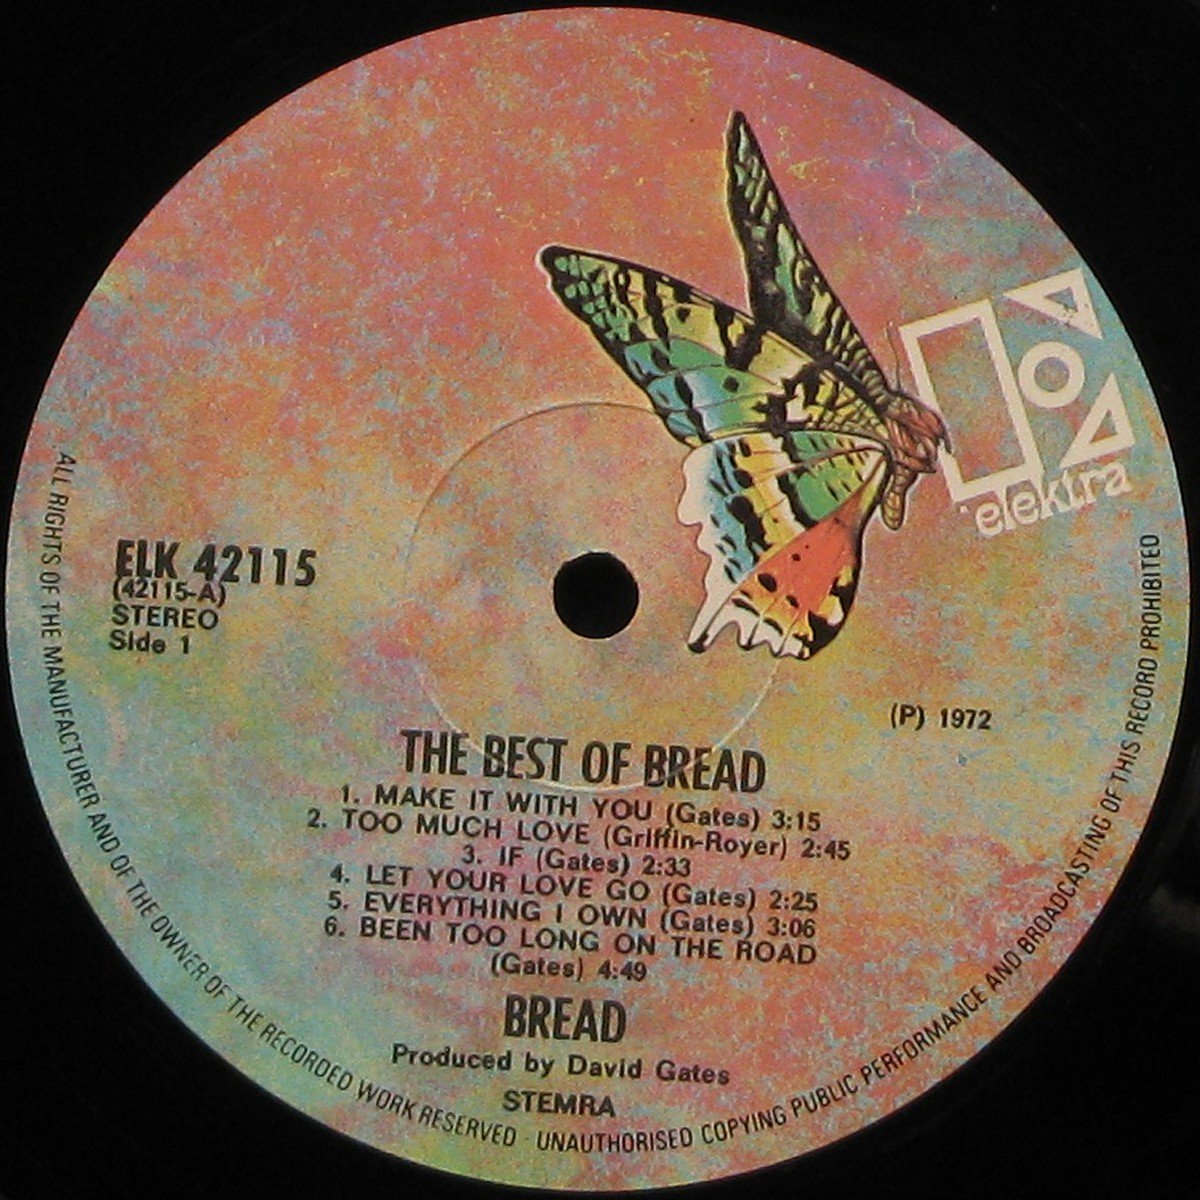 elektra
ELK 42115
(42115-A)
STEREO
Side 1
(P) 1972
THE BEST OF BREAD
1. MAKE IT WITH YOU (Gates) 3:15
2. TOO MUCH LOVE (Griffin-Royer) 2:45
3. IF (Gates) 2:33
4. LET YOUR LOVE GO (Gates) 2:25
5. EVERYTHING I OWN (Gates) 3:06
6. BEEN TOO LONG ON THE ROAD
(Gates) 4:49
BREAD
Produced by David Gates
STEMRA
ALL RIGHTS OF THE MANUFACTURER AND OF THE OWNER OF THE RECORDED WORK RESERVED · UNAUTHORISED COPYING PUBLIC PERFORMANCE AND BROADCASTING OF THIS RECORD PROHIBITED